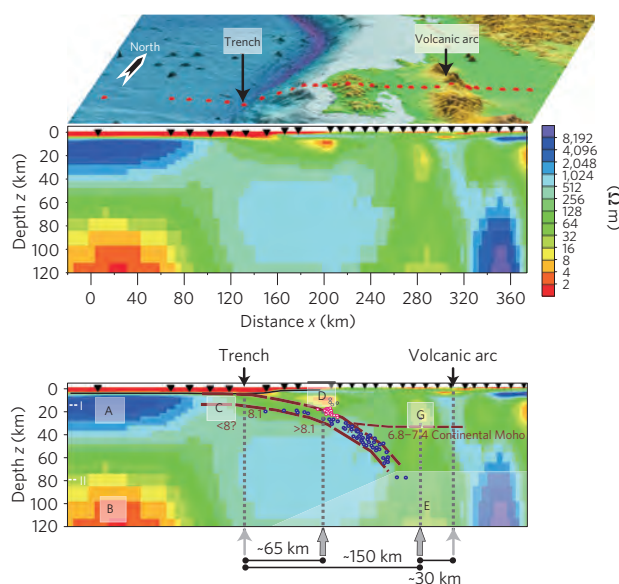 North
Trench
Volcanic arc
0
20
40
60
80
100
120
Depth z (km)
0 40 80 120 160 200 240 280 320 360
Distance x (km)
8,192
4,096
2,048
1,024
512
256
128
64
32
16
8
4
2
(Ω m)
Trench
Volcanic arc
0
20
40
60
80
100
120
Depth z (km)
I
II
A
B
C
D
E
G
<8?
8.1
>8.1
6.8–7.4 Continental Moho
~65 km
~150 km
~30 km